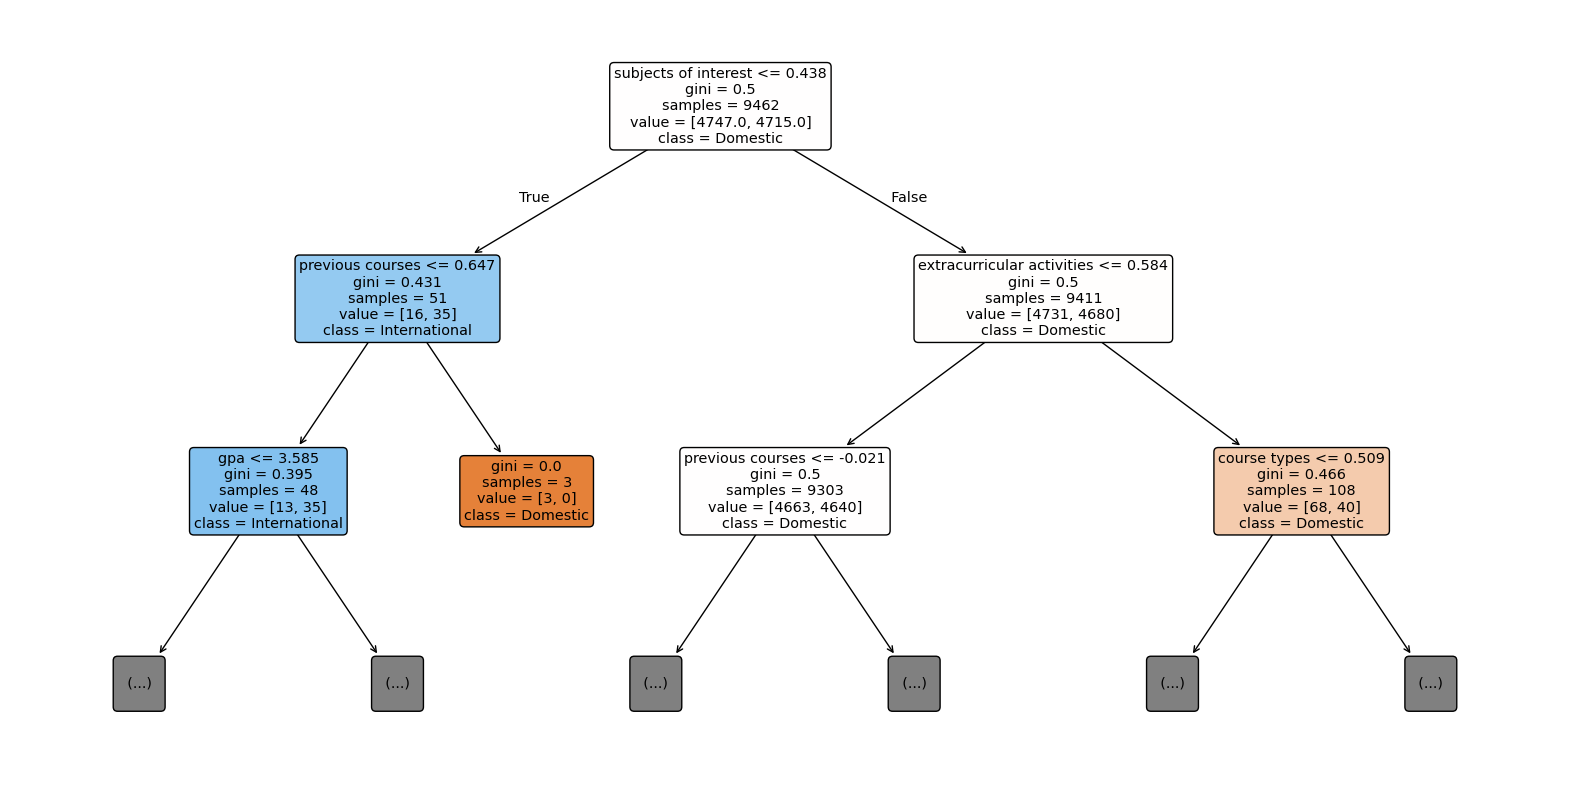 subjects of interest <= 0.438
gini = 0.5
samples = 9462
value = [4747.0, 4715.0]
class = Domestic
True
False
previous courses <= 0.647
gini = 0.431
samples = 51
value = [16, 35]
class = International
extracurricular activities <= 0.584
gini = 0.5
samples = 9411
value = [4731, 4680]
class = Domestic
gpa <= 3.585
gini = 0.395
samples = 48
value = [13, 35]
class = International
gini = 0.0
samples = 3
value = [3, 0]
class = Domestic
previous courses <= -0.021
gini = 0.5
samples = 9303
value = [4663, 4640]
class = Domestic
course types <= 0.509
gini = 0.466
samples = 108
value = [68, 40]
class = Domestic
(...)
(...)
(...)
(...)
(...)
(...)